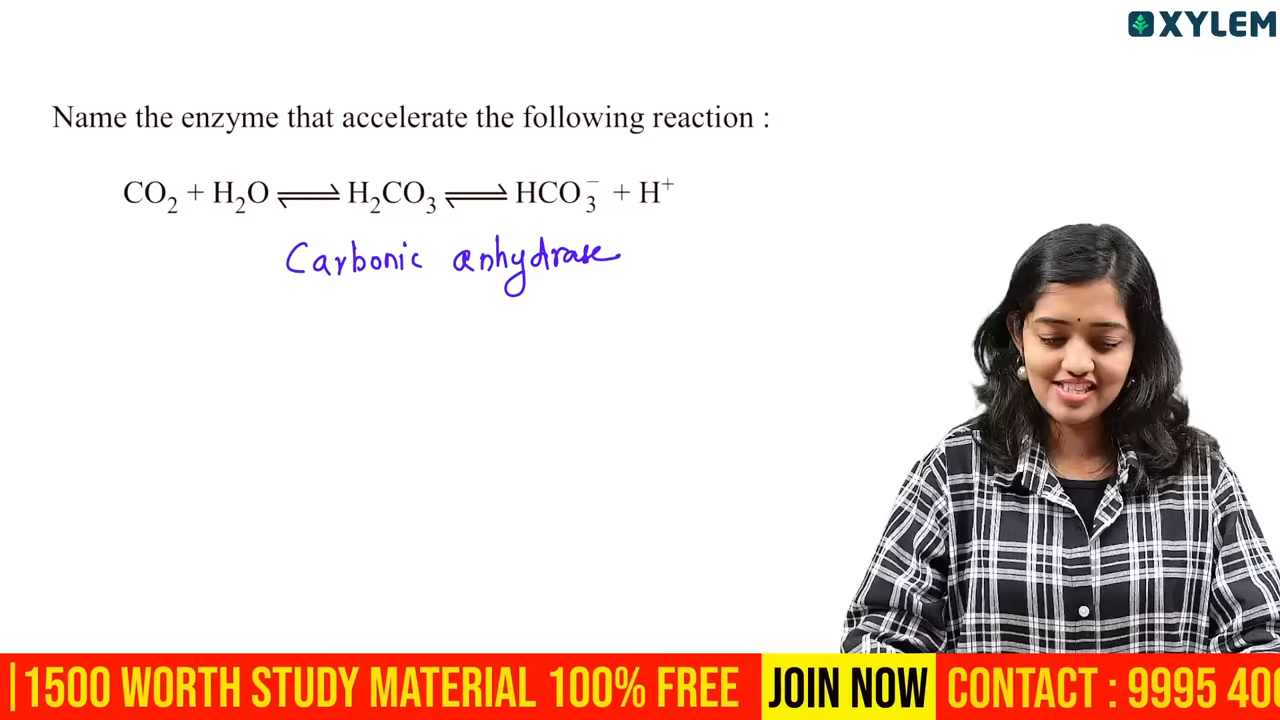 XYLEM
Name the enzyme that accelerate the following reaction :
CO₂ + H₂O ⇌ H₂CO₃ ⇌ HCO₃⁻ + H⁺
Carbonic anhydrase
|1500 WORTH STUDY MATERIAL 100% FREE JOIN NOW CONTACT : 9995 400